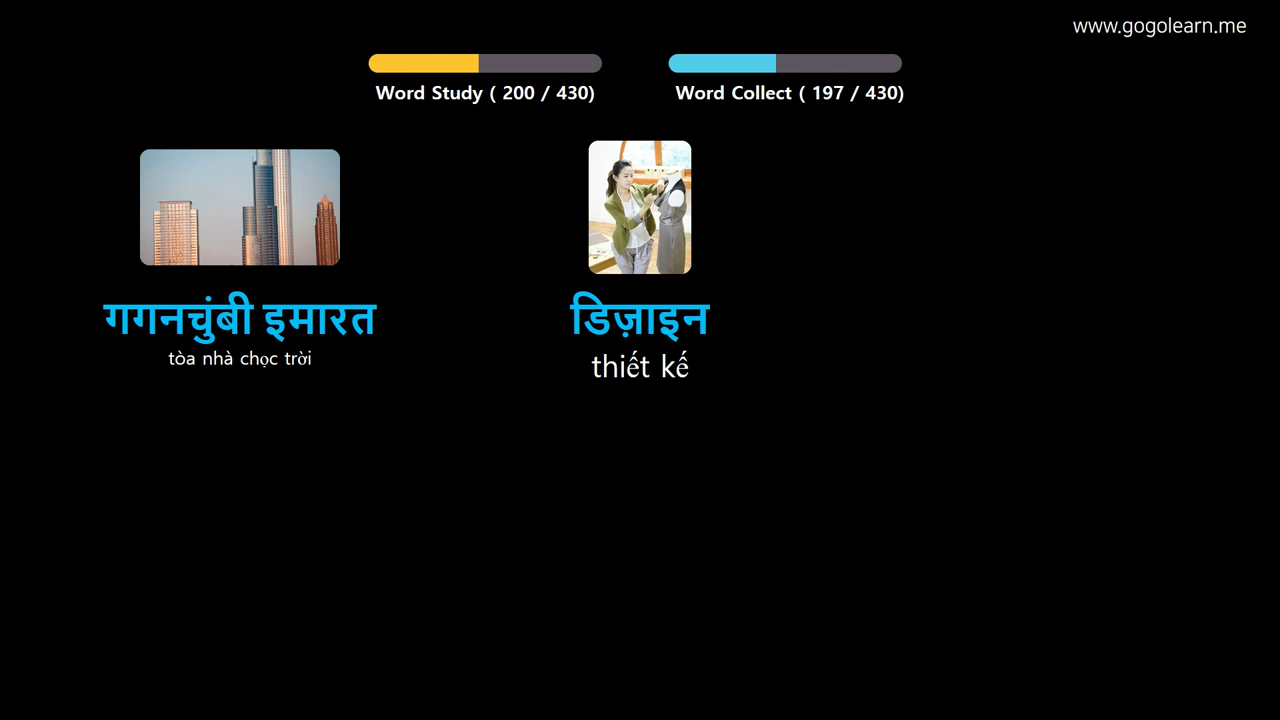 www.gogolearn.me
Word Study ( 200 / 430)
Word Collect ( 197 / 430)
गगनचुंबी इमारत
tòa nhà chọc trời
डिज़ाइन
thiết kế